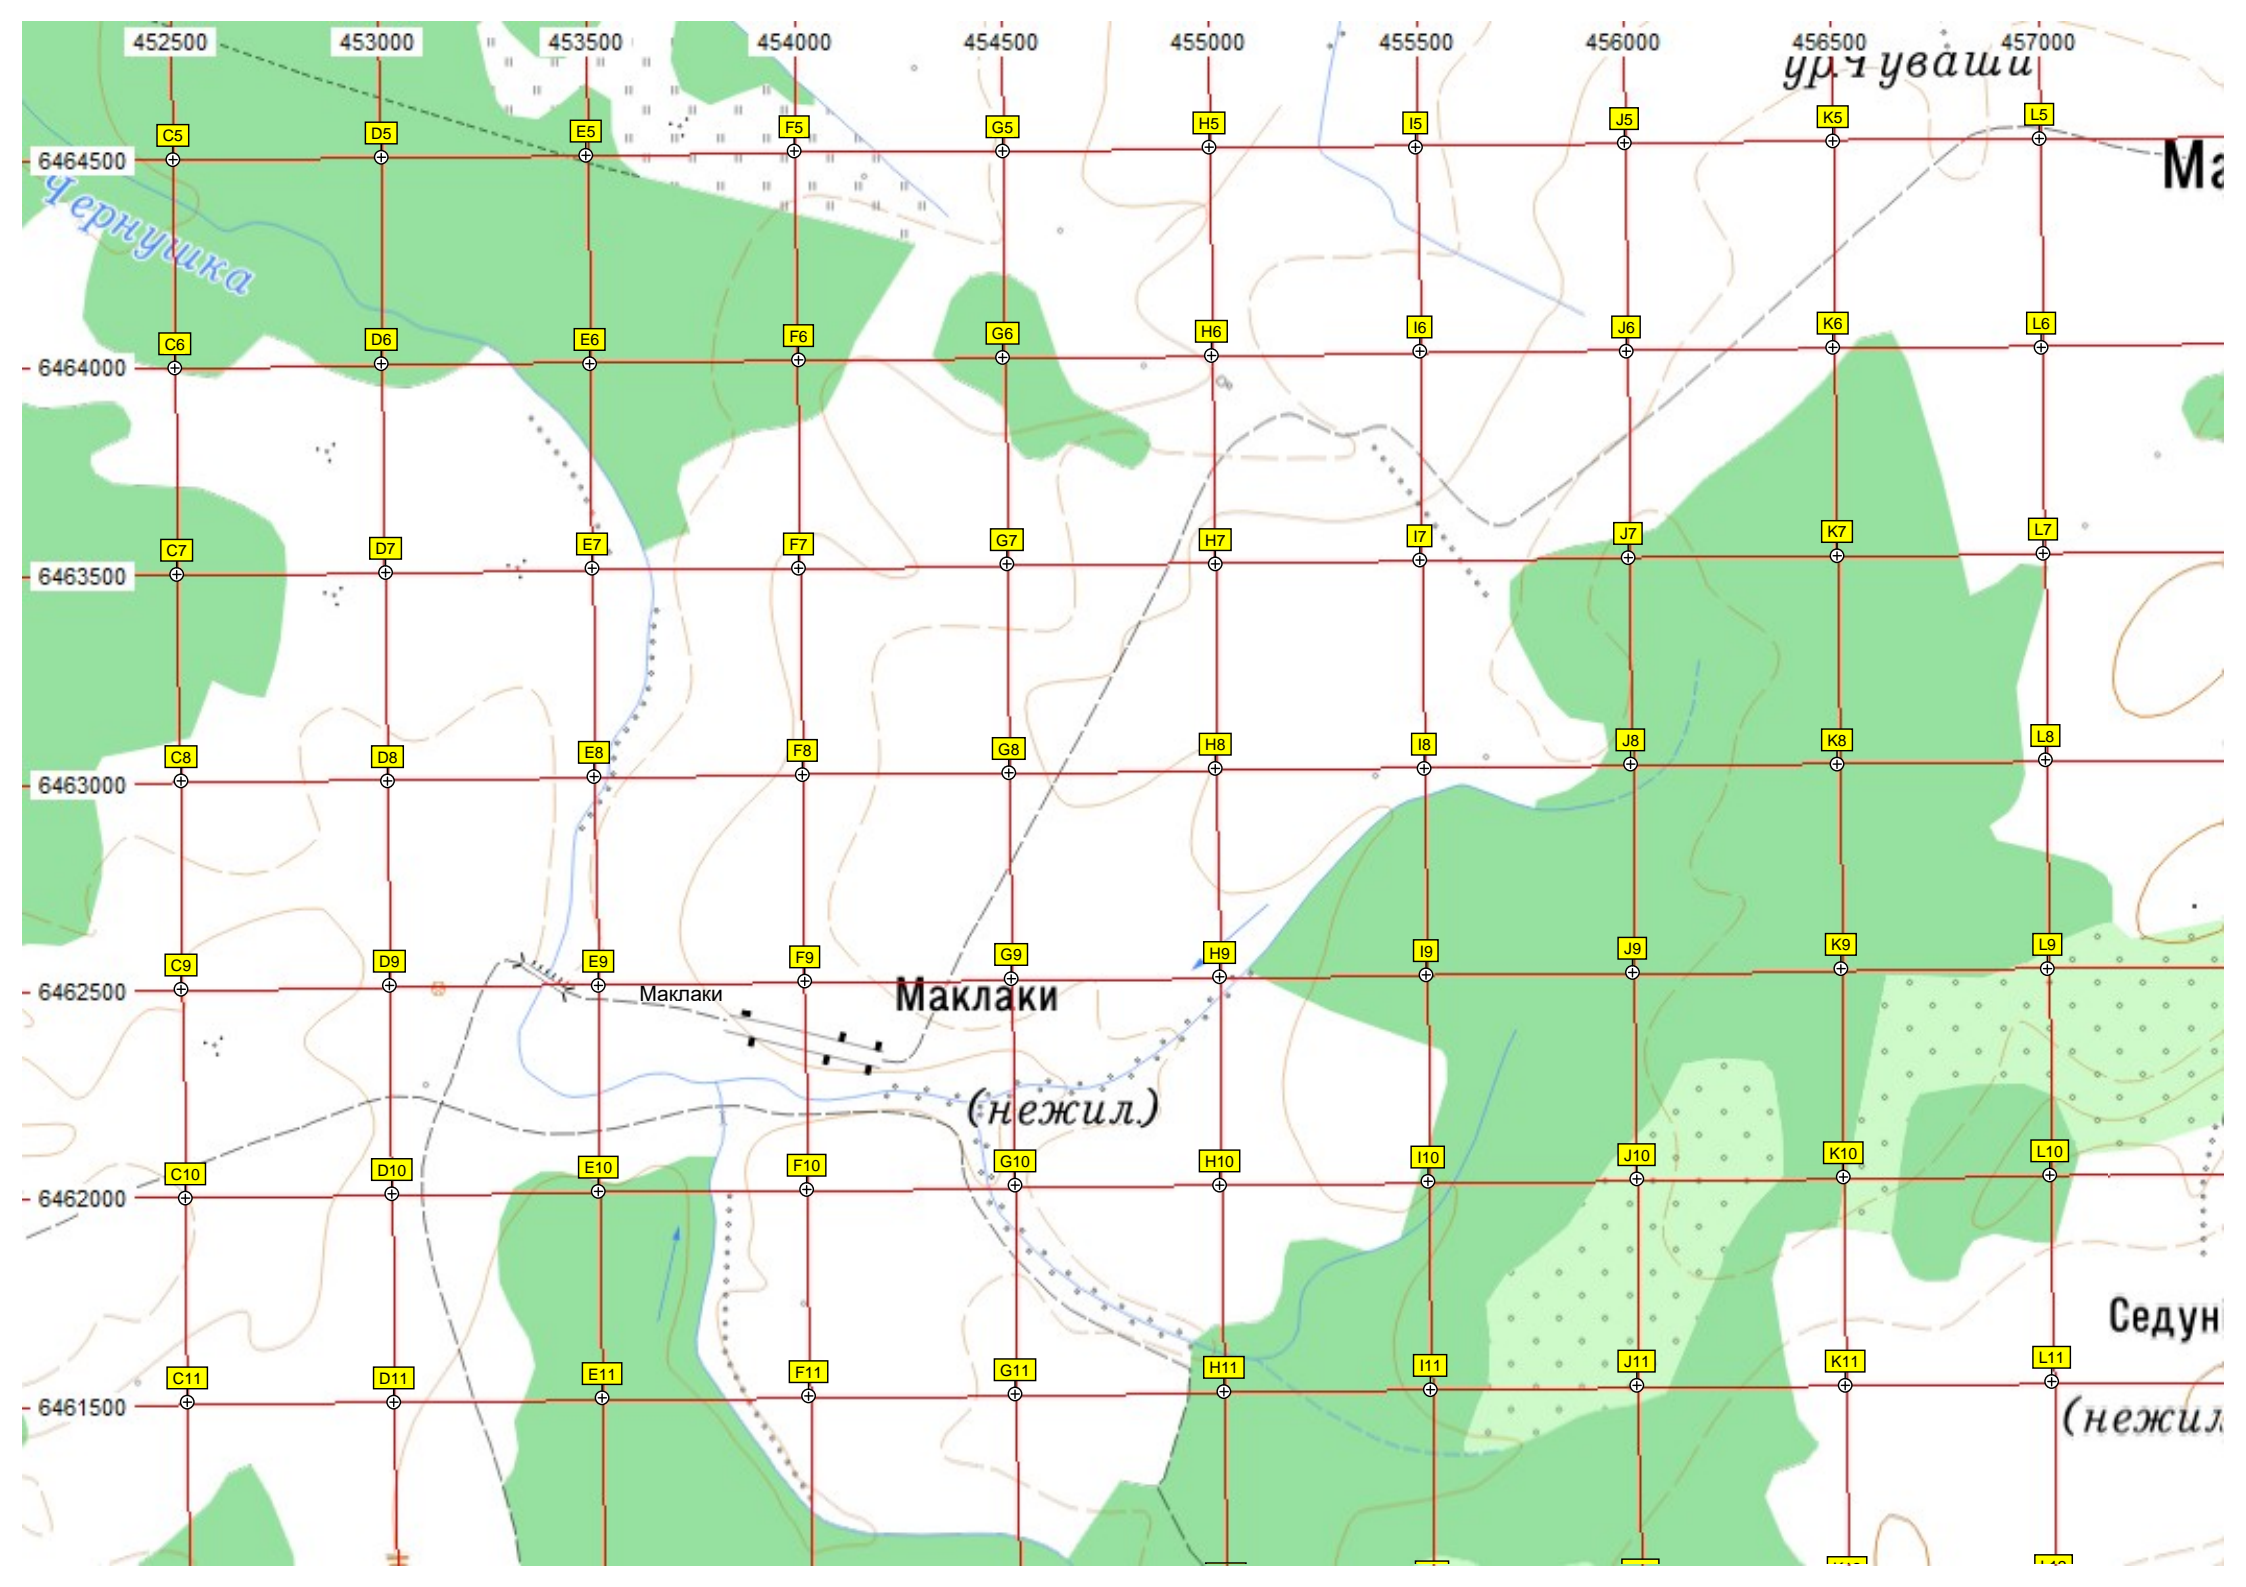 452500 453000 453500 454000 454500 455000 455500 456000 456500 457000
ур.Чуваши
C5 D5 E5 F5 G5 H5 I5 J5 K5 L5
6464500
Чернушка
C6 D6 E6 F6 G6 H6 I6 J6 K6 L6
6464000
C7 D7 E7 F7 G7 H7 I7 J7 K7 L7
6463500
C8 D8 E8 F8 G8 H8 I8 J8 K8 L8
6463000
C9 D9 E9 F9 G9 H9 I9 J9 K9 L9
6462500
Маклаки
Маклаки
(нежил.)
C10 D10 E10 F10 G10 H10 I10 J10 K10 L10
6462000
C11 D11 E11 F11 G11 H11 I11 J11 K11 L11
6461500